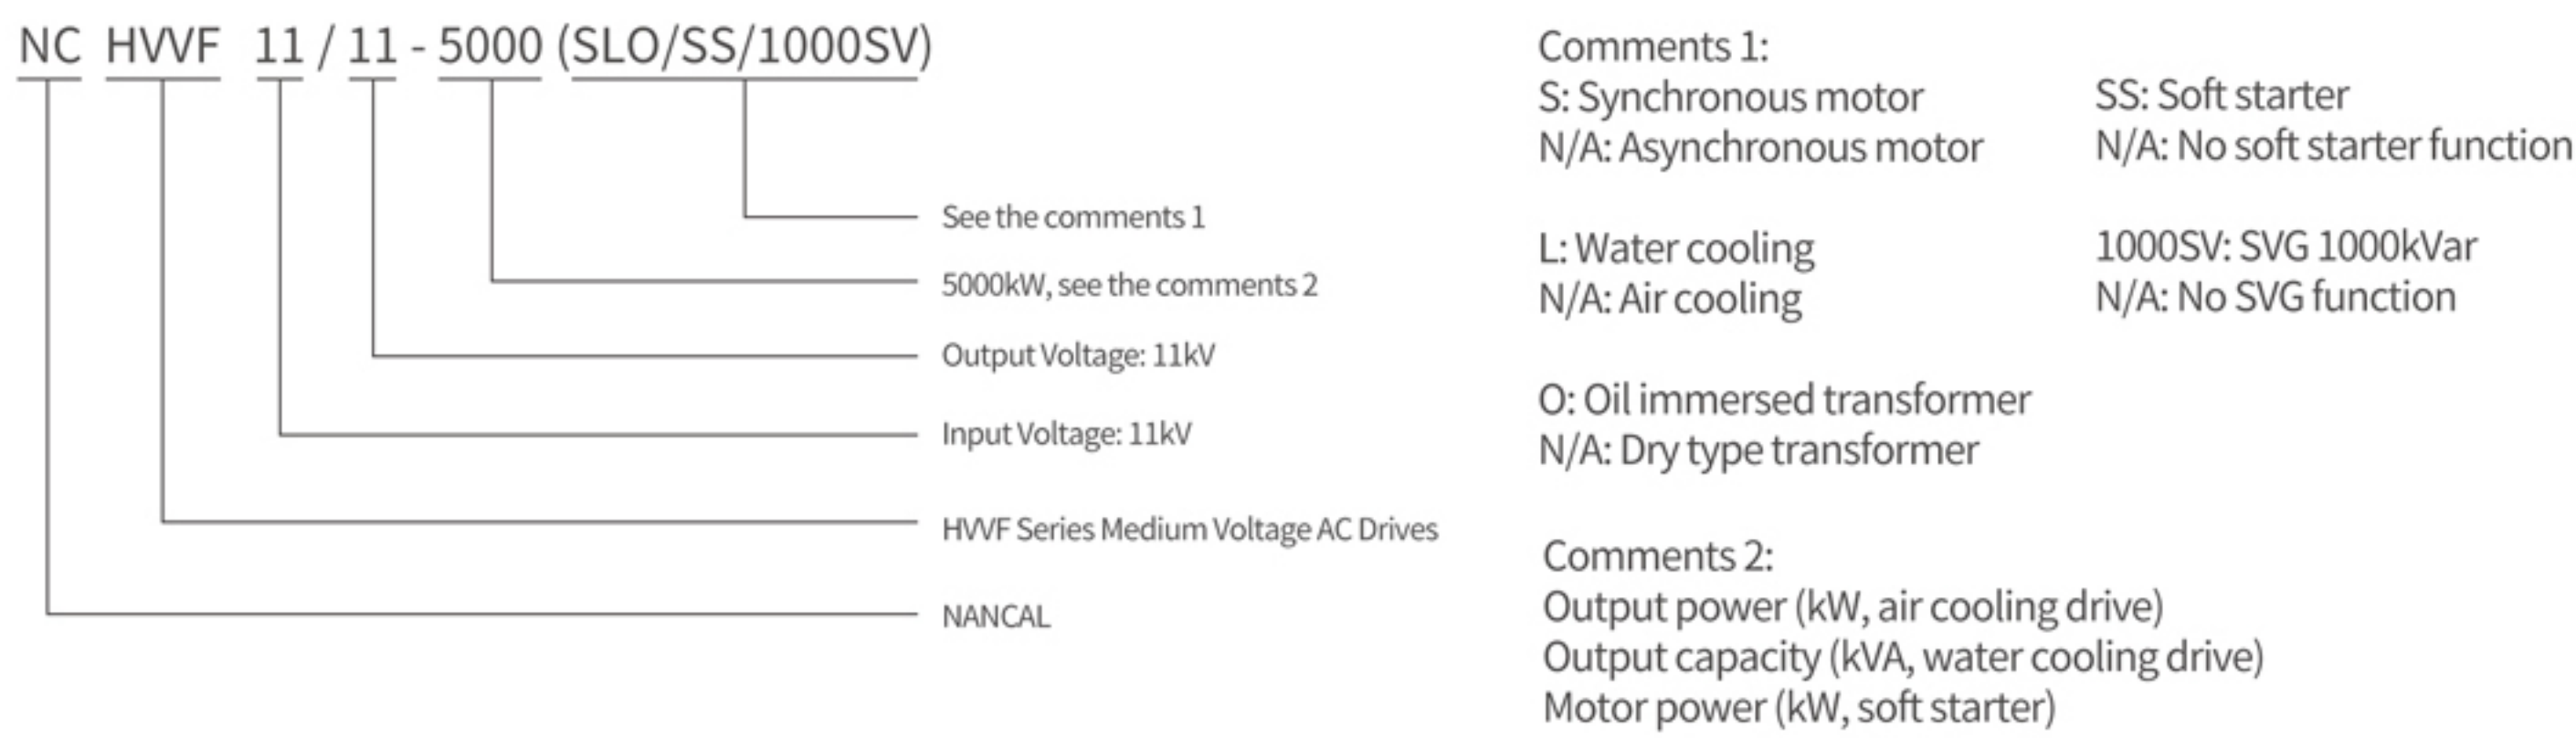 NC HVVF 11 / 11 - 5000 (SLO/SS/1000SV)
See the comments 1
5000kW, see the comments 2
Output Voltage: 11kV
Input Voltage: 11kV
HVVF Series Medium Voltage AC Drives
NANCAL
Comments 1:
S: Synchronous motor
N/A: Asynchronous motor
L: Water cooling
N/A: Air cooling
O: Oil immersed transformer
N/A: Dry type transformer
SS: Soft starter
N/A: No soft starter function
1000SV: SVG 1000kVar
N/A: No SVG function
Comments 2:
Output power (kW, air cooling drive)
Output capacity (kVA, water cooling drive)
Motor power (kW, soft starter)